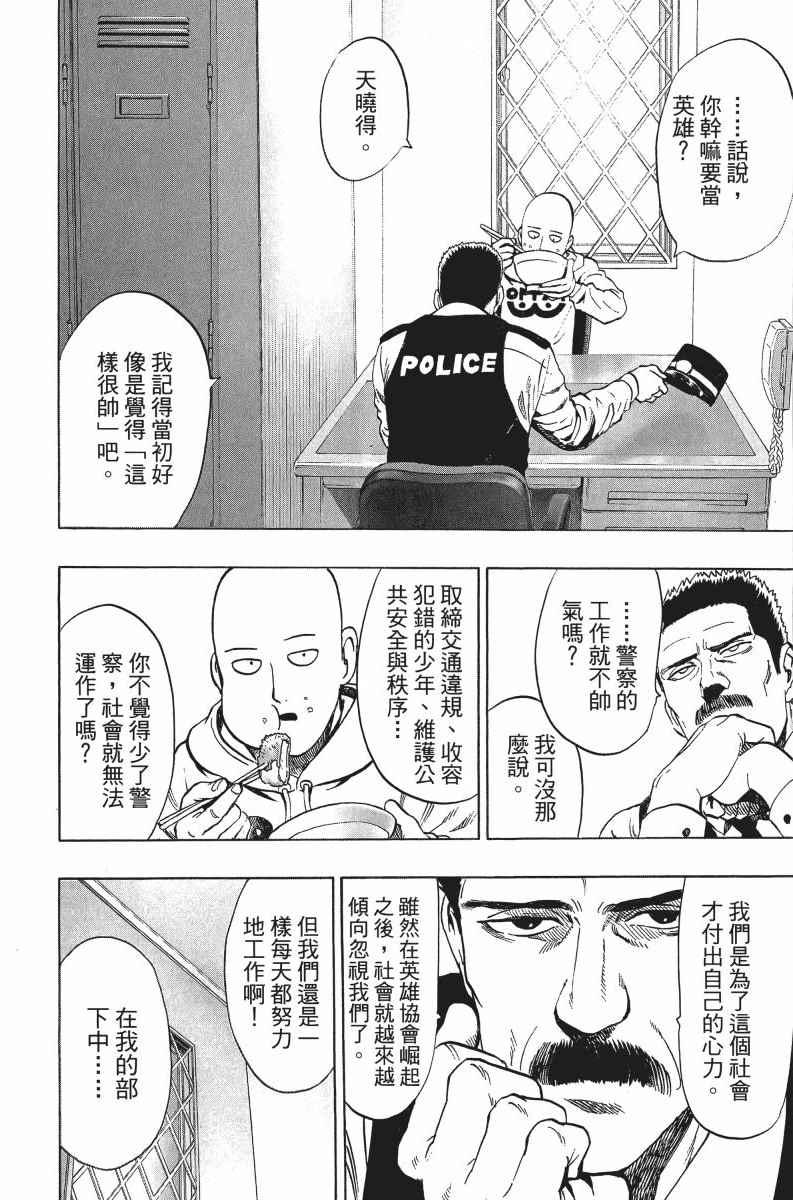 ……話說，
你幹嘛要當
英雄？
天曉得。
我記得當初好
像是覺得「這
樣很帥」吧。
POLICE
OHO
……警察的
工作就不帥
氣嗎？
我可沒那
麼說。
取締交通違規、收容
犯錯的少年、維護公
共安全與秩序…
你不覺得少了警
察，社會就無法
運作了嗎？
我們是為了這個社會
才付出自己的心力。
雖然在英雄協會崛起
之後，社會就越來越
傾向忽視我們了。
但我們還是一
樣每天都努力
地工作啊！
在我的部
下中……